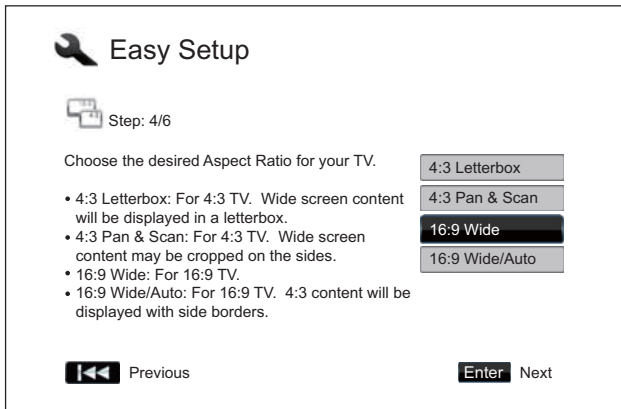 Easy Setup
Step: 4/6
Choose the desired Aspect Ratio for your TV.
• 4:3 Letterbox: For 4:3 TV.  Wide screen content
will be displayed in a letterbox.
• 4:3 Pan & Scan: For 4:3 TV.  Wide screen
content may be cropped on the sides.
• 16:9 Wide: For 16:9 TV.
• 16:9 Wide/Auto: For 16:9 TV.  4:3 content will be
displayed with side borders.
4:3 Letterbox
4:3 Pan & Scan
16:9 Wide
16:9 Wide/Auto
Previous
Enter Next